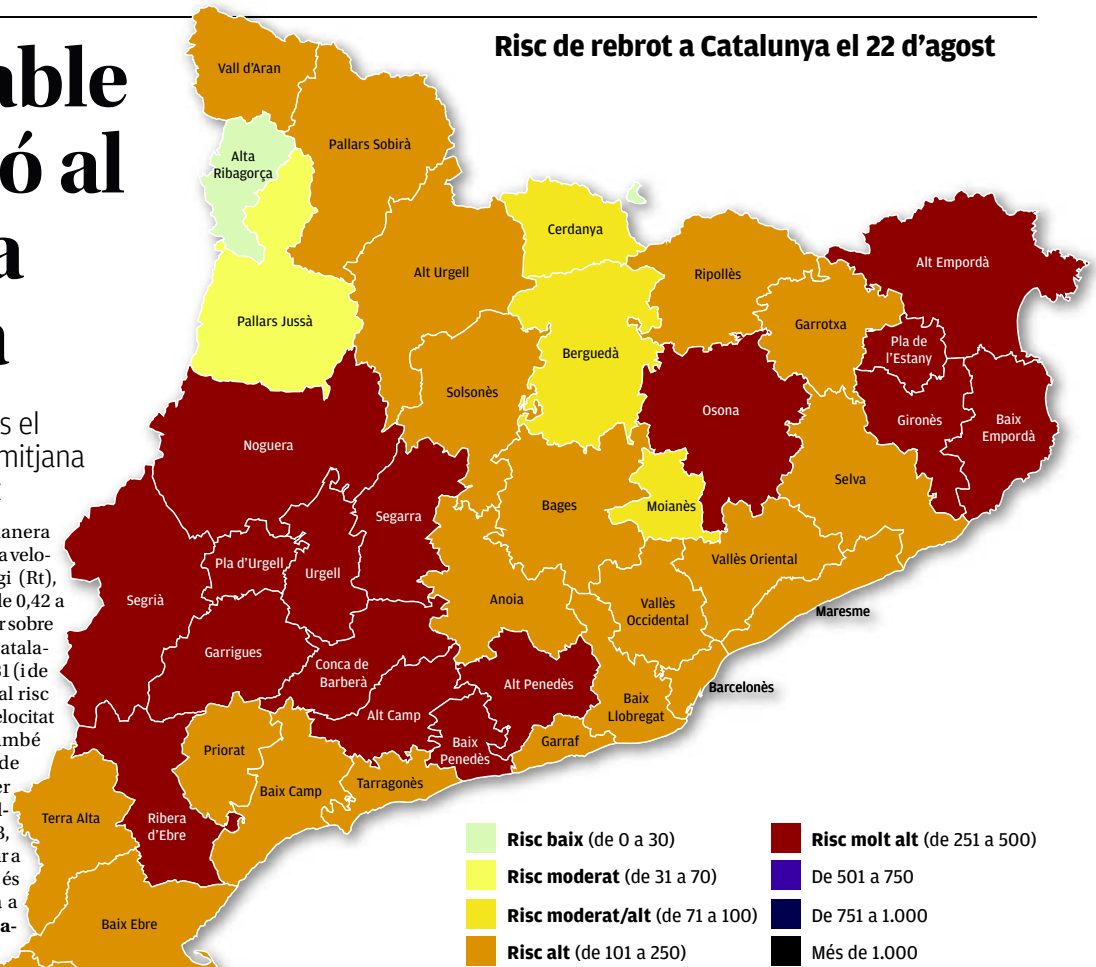 able
ó al
a
a
s el
mitjana
anera
a velo-
gi (Rt),
de 0,42 a
r sobre
atala-
31 (i de
al risc
elocitat
ambé
de
er
l-
3,
ara
és
a a
a-
Risc de rebrot a Catalunya el 22 d’agost
Vall d’Aran
Alta
Ribagorça
Pallars Sobirà
Cerdanya
Alt Urgell
Ripollès
Alt Empordà
Pallars Jussà
Garrotxa
Pla de
l’Estany
Berguedà
Solsonès
Osona
Gironès
Baix
Empordà
Noguera
Selva
Segarra
Bages
Moianès
Pla d’Urgell
Urgell
Vallès Oriental
Segrià
Anoia
Vallès
Occidental
Maresme
Garrigues
Conca de
Barberà
Alt Penedès
Barcelonès
Alt Camp
Baix
Llobregat
Priorat
Baix
Penedès
Garraf
Baix Camp
Tarragonès
Terra Alta
Ribera
d’Ebre
Baix Ebre
Risc baix (de 0 a 30)
Risc moderat (de 31 a 70)
Risc moderat/alt (de 71 a 100)
Risc alt (de 101 a 250)
Risc molt alt (de 251 a 500)
De 501 a 750
De 751 a 1.000
Més de 1.000